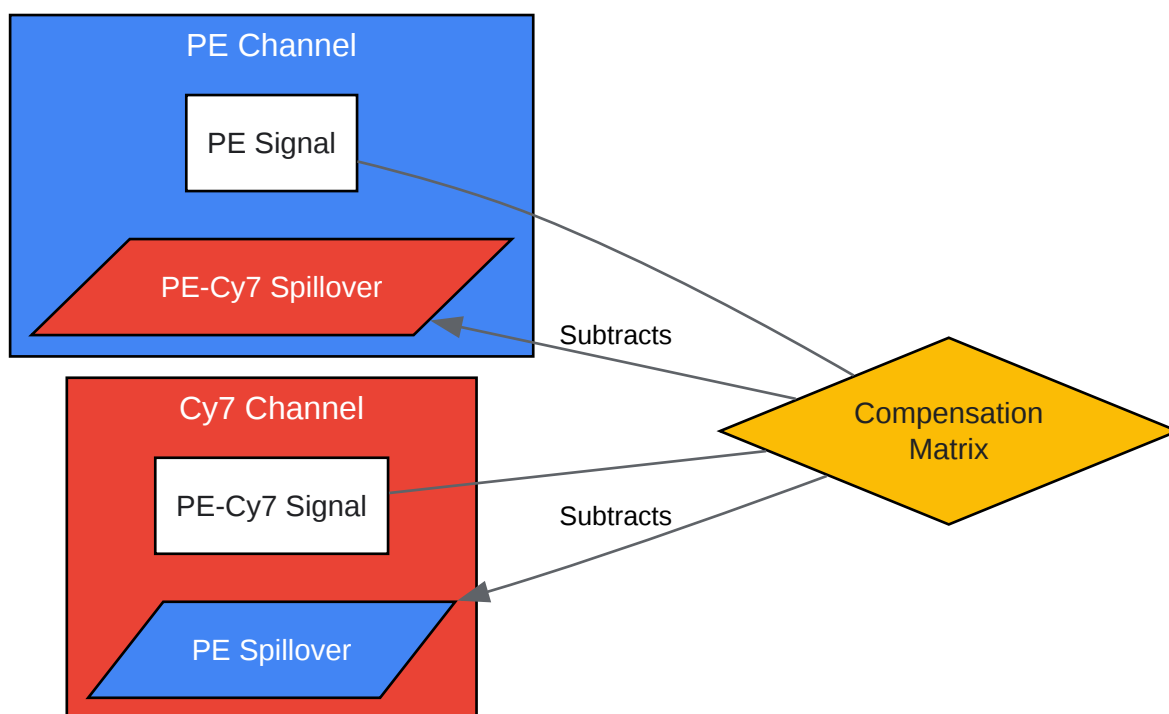 PE Channel
PE Signal
PE-Cy7 Spillover
Subtracts
Cy7 Channel
Compensation
Matrix
PE-Cy7 Signal
Subtracts
PE Spillover